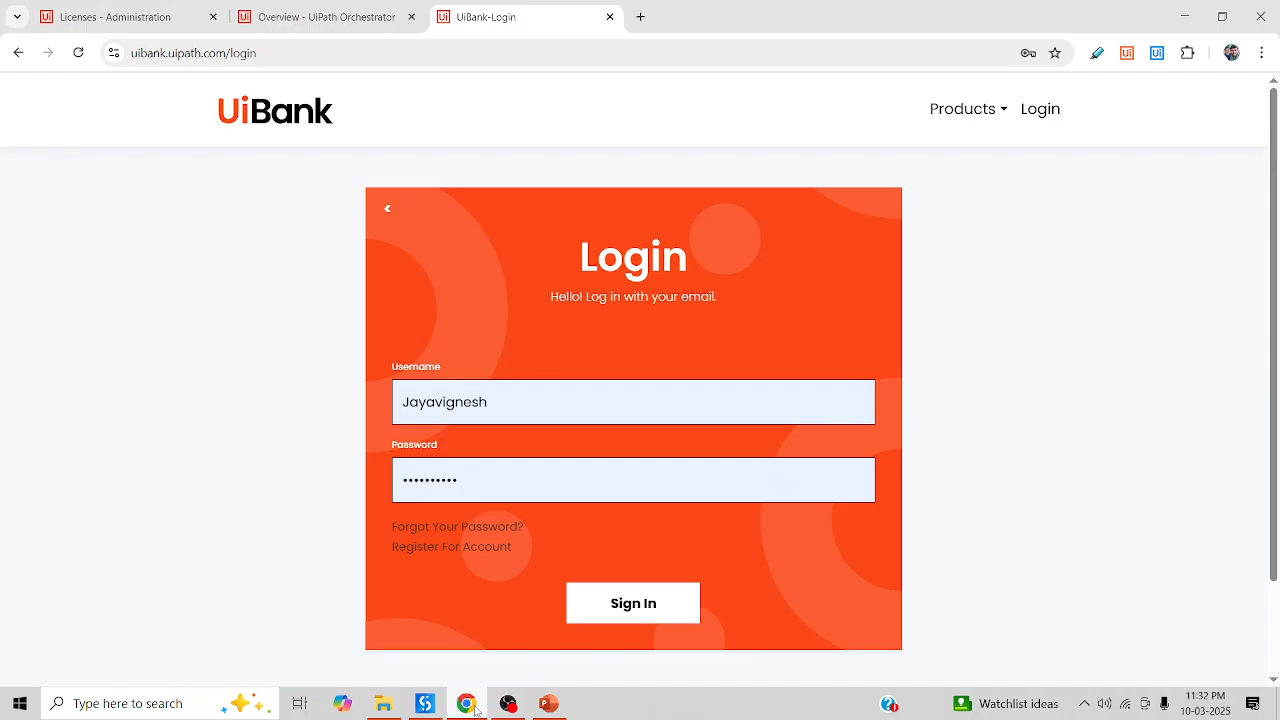 Licenses - Administration
Overview - UiPath Orchestrator
UiBank-Login
uibank.uipath.com/login
UiBank
Products
Login
Login
Hello! Log in with your email.
Username
Jayavignesh
Password
••••••••••
Forgot Your Password?
Register For Account
Sign In
Type here to search
Watchlist ideas
11:32 PM
10-03-2025